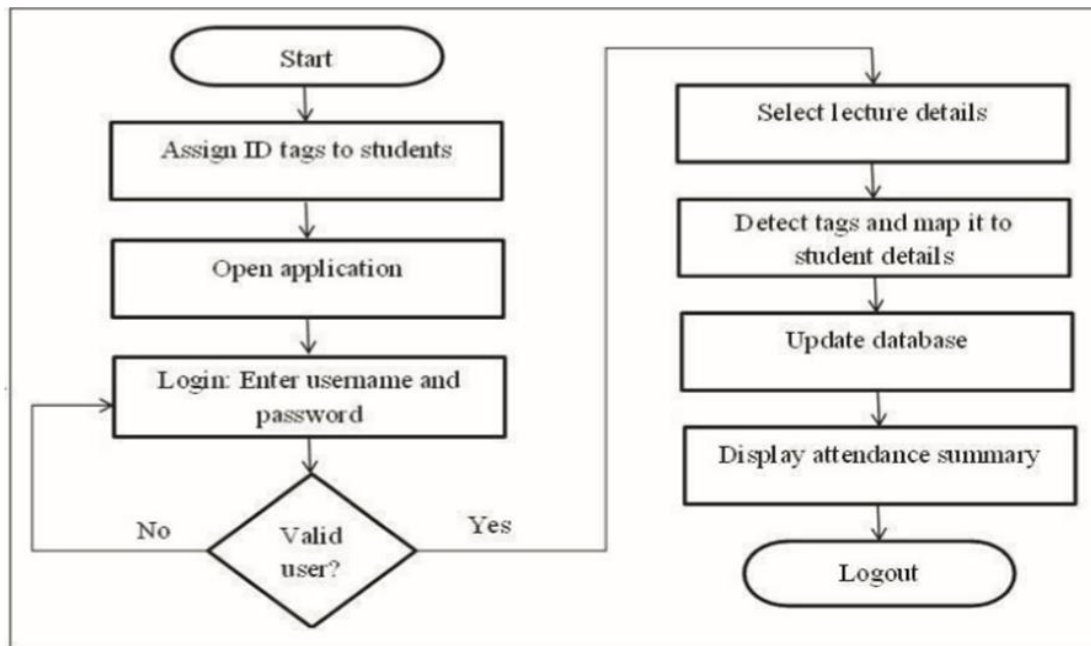 Start
Assign ID tags to students
Open application
Login: Enter username and
password
Valid
user?
No
Yes
Select lecture details
Detect tags and map it to
student details
Update database
Display attendance summary
Logout